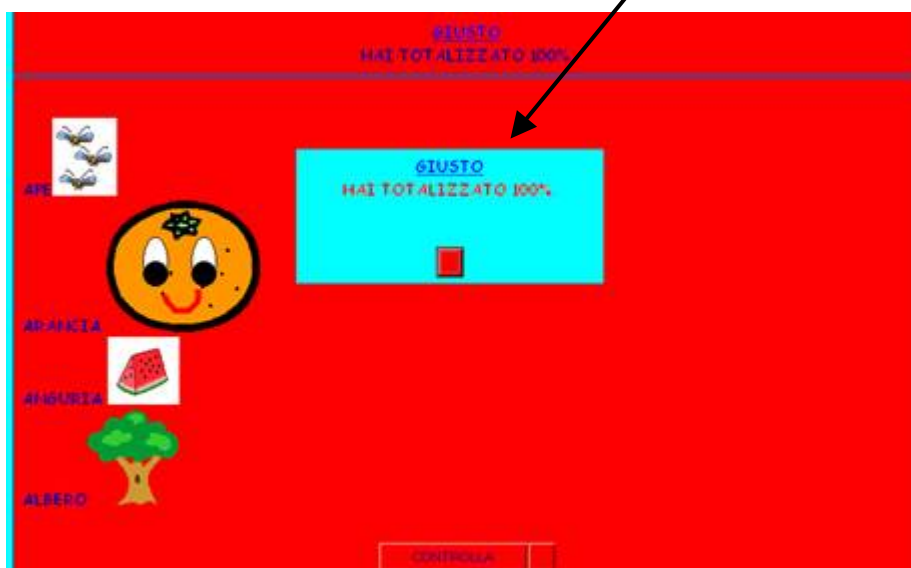 GIUSTO
HAI TOTALIZZATO 100%
GIUSTO
HAI TOTALIZZATO 100%
APE
ARANCIA
ANGURIA
ALBERO
CONTROLLA